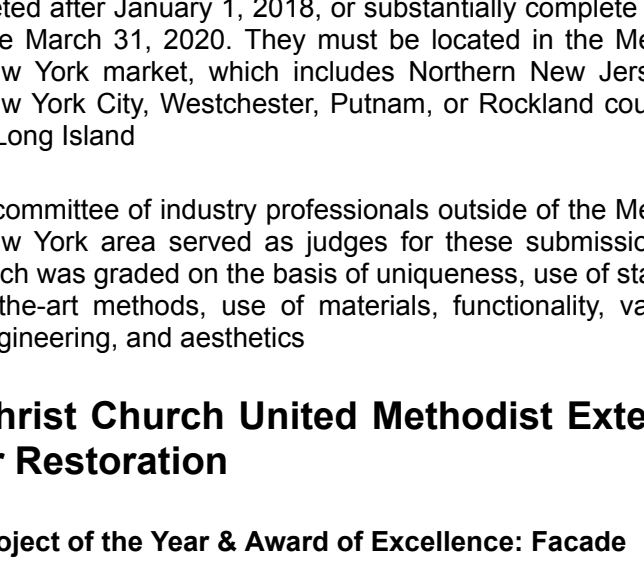 eted after January 1, 2018, or substantially complete
e March 31, 2020. They must be located in the Me
w York market, which includes Northern New Jers
w York City, Westchester, Putnam, or Rockland cou
Long Island
committee of industry professionals outside of the Me
w York area served as judges for these submissio
ch was graded on the basis of uniqueness, use of sta
the-art methods, use of materials, functionality, va
gineering, and aesthetics
hrist Church United Methodist Exte
r Restoration
oject of the Year & Award of Excellence: Facade